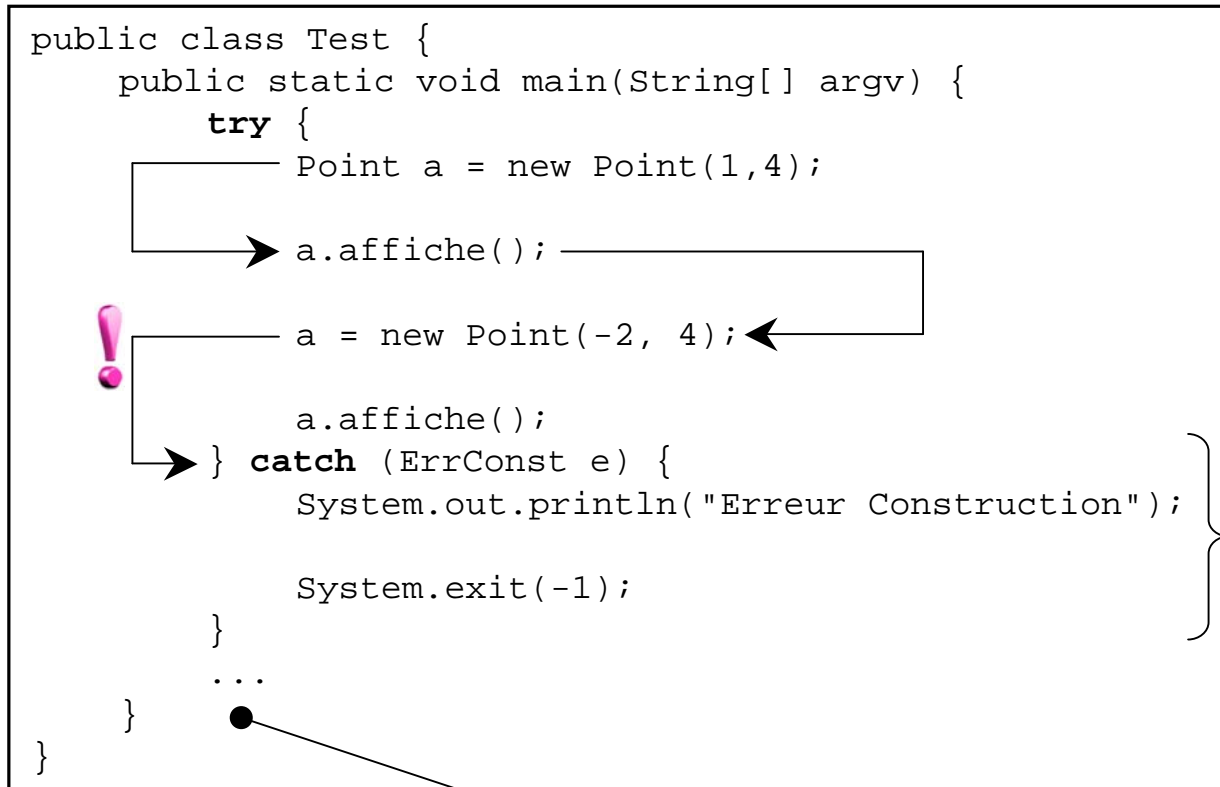 public class Test {
public static void main(String[] argv) {
try {
Point a = new Point(1,4);
a.affiche();
a = new Point(-2, 4);
a.affiche();
} catch (ErrConst e) {
System.out.println("Erreur Construction");
System.exit(-1);
}
...
}
}